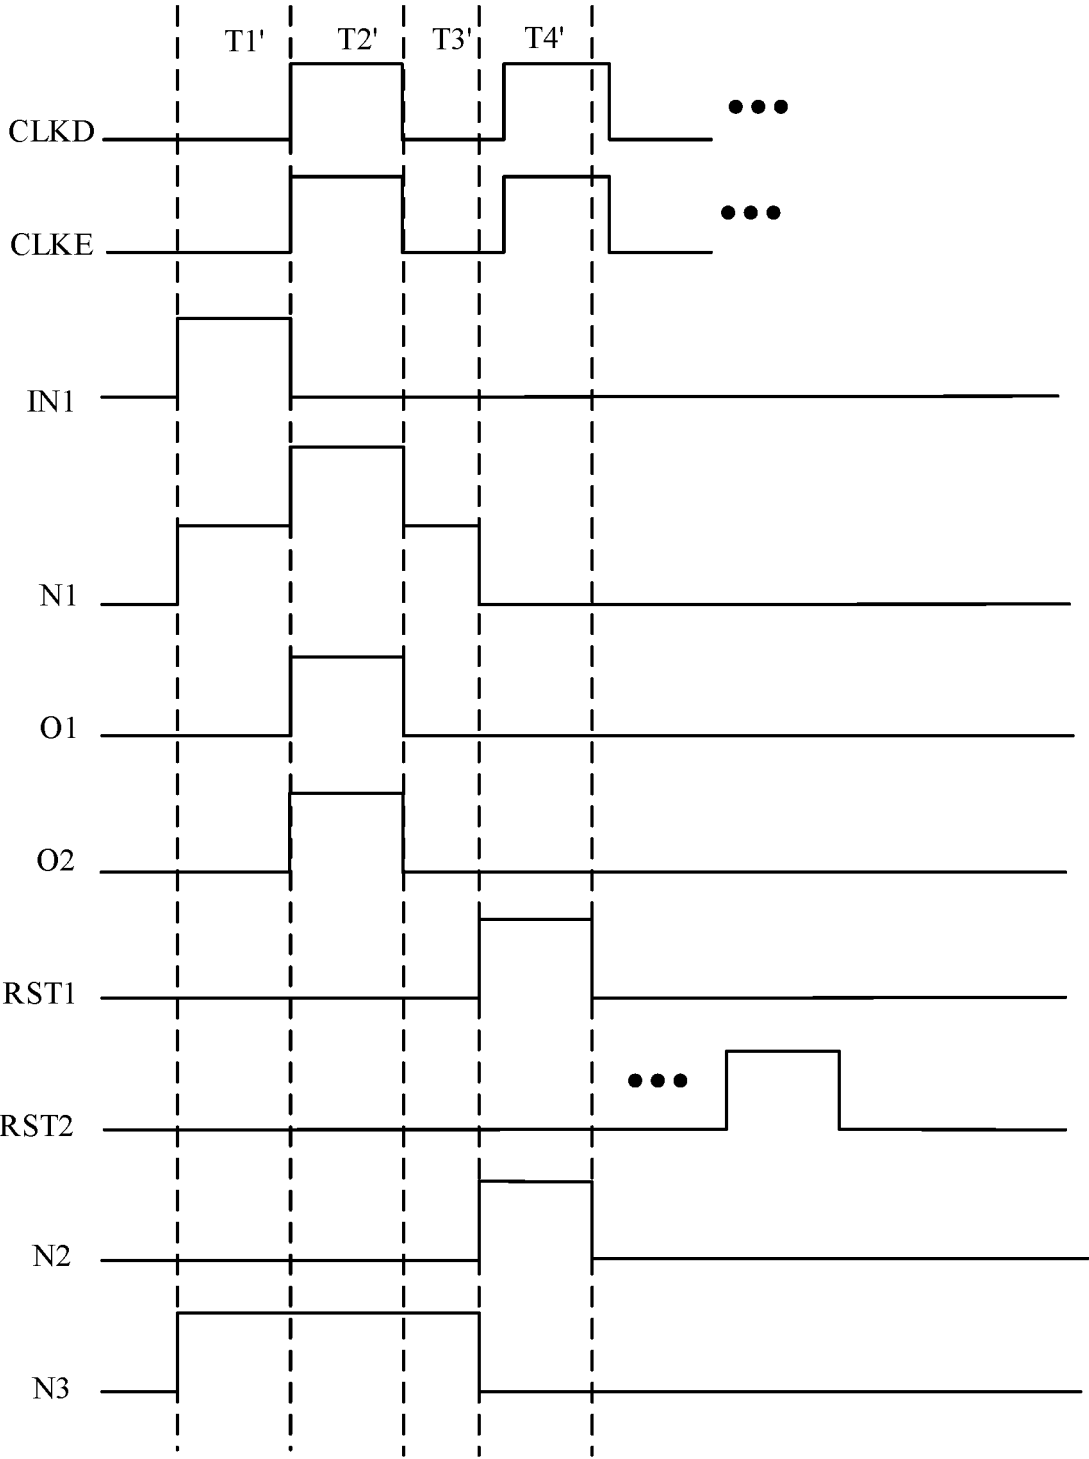 T1' T2' T3' T4'
CLKD
CLKE
IN1
N1
O1
O2
RST1
RST2
N2
N3